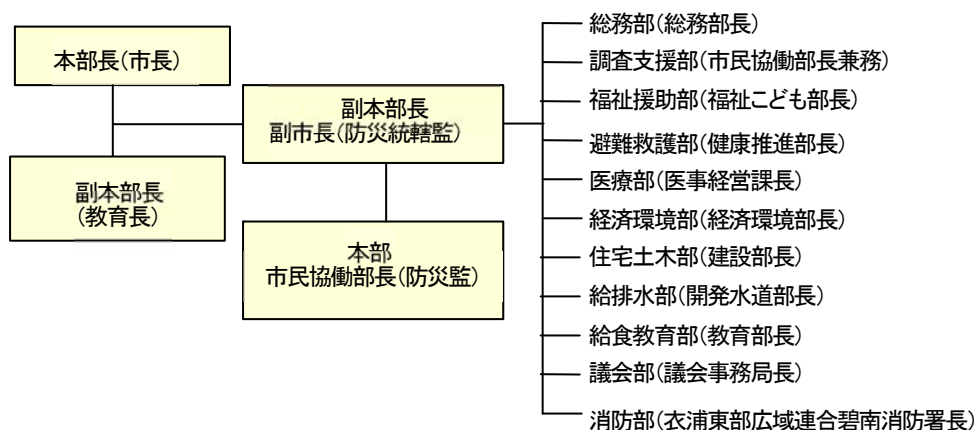 本部長(市長)
副本部長
(教育長)
副本部長
副市長(防災統轄監)
本部
市民協働部長(防災監)
総務部(総務部長)
調査支援部(市民協働部長兼務)
福祉援助部(福祉こども部長)
避難救護部(健康推進部長)
医療部(医事経営課長)
経済環境部(経済環境部長)
住宅土木部(建設部長)
給排水部(開発水道部長)
給食教育部(教育部長)
議会部(議会事務局長)
消防部(衣浦東部広域連合碧南消防署長)